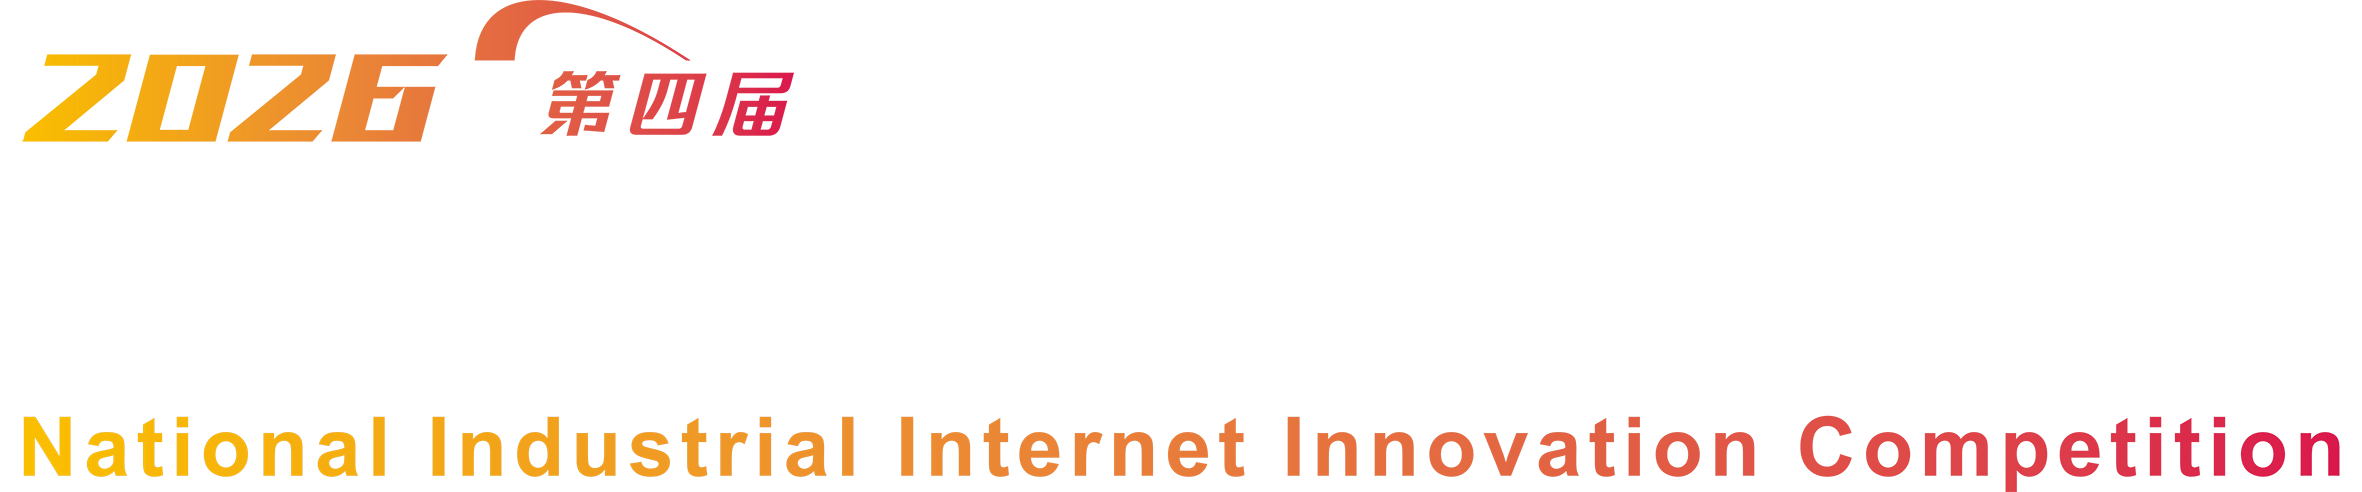 2026 第四届
National Industrial Internet Innovation Competition